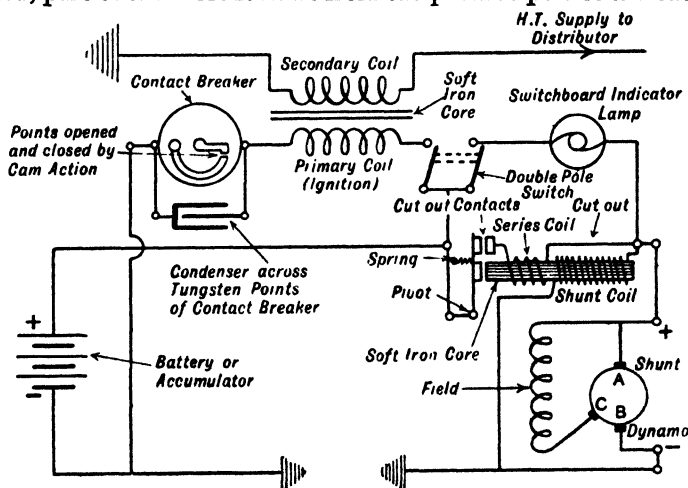 H.T. Supply to
Distributor
Secondary Coil
Contact Breaker
Soft
Iron
Core
Switchboard Indicator
Lamp
Points opened
and closed by
Cam Action
Primary Coil
(Ignition)
Double Pole
Switch
Cut out Contacts
Series Coil
Cut out
Spring
Condenser across
Tungsten Points
of Contact Breaker
Pivot
Shunt Coil
+
+
Battery or
Accumulator
Soft Iron Core
Shunt
A
Field
C
B
Dynamo
-
-